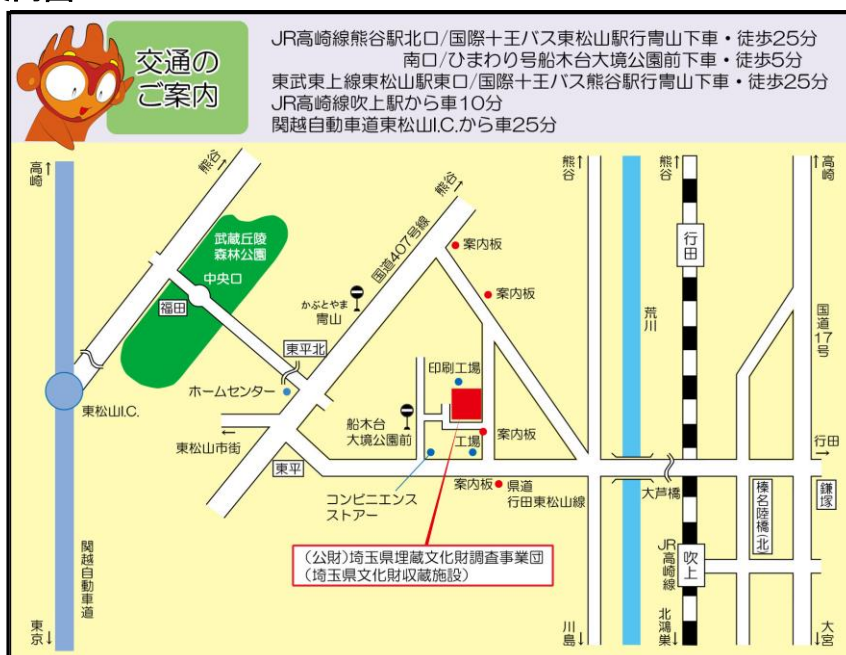 交通の
ご案内
JR高崎線熊谷駅北口/国際十王バス東松山駅行冑山下車・徒歩25分
南口/ひまわり号船木台大境公園前下車・徒歩5分
東武東上線東松山駅東口/国際十王バス熊谷駅行冑山下車・徒歩25分
JR高崎線吹上駅から車10分
関越自動車道東松山I.C.から車25分
高崎↑
熊谷→
熊谷→
熊谷↑
熊谷↑
高崎↑
武蔵丘陵
森林公園
中央口
福田
国道407号線
かぶとやま
冑山
案内板
案内板
行田
荒川
国道17号
東平北
ホームセンター
印刷工場
東松山I.C.
船木台
大境公園前
東松山市街
←
工場
案内板
行田
→
東平
コンビニエンス
ストアー
案内板
県道
行田東松山線
大芦橋
榛名陸橋(北)
鎌塚
(公財)埼玉県埋蔵文化財調査事業団
(埼玉県文化財収蔵施設)
JR高崎線
吹上
関越自動車道
東京↓
川島↓
北鴻巣↓
大宮↓